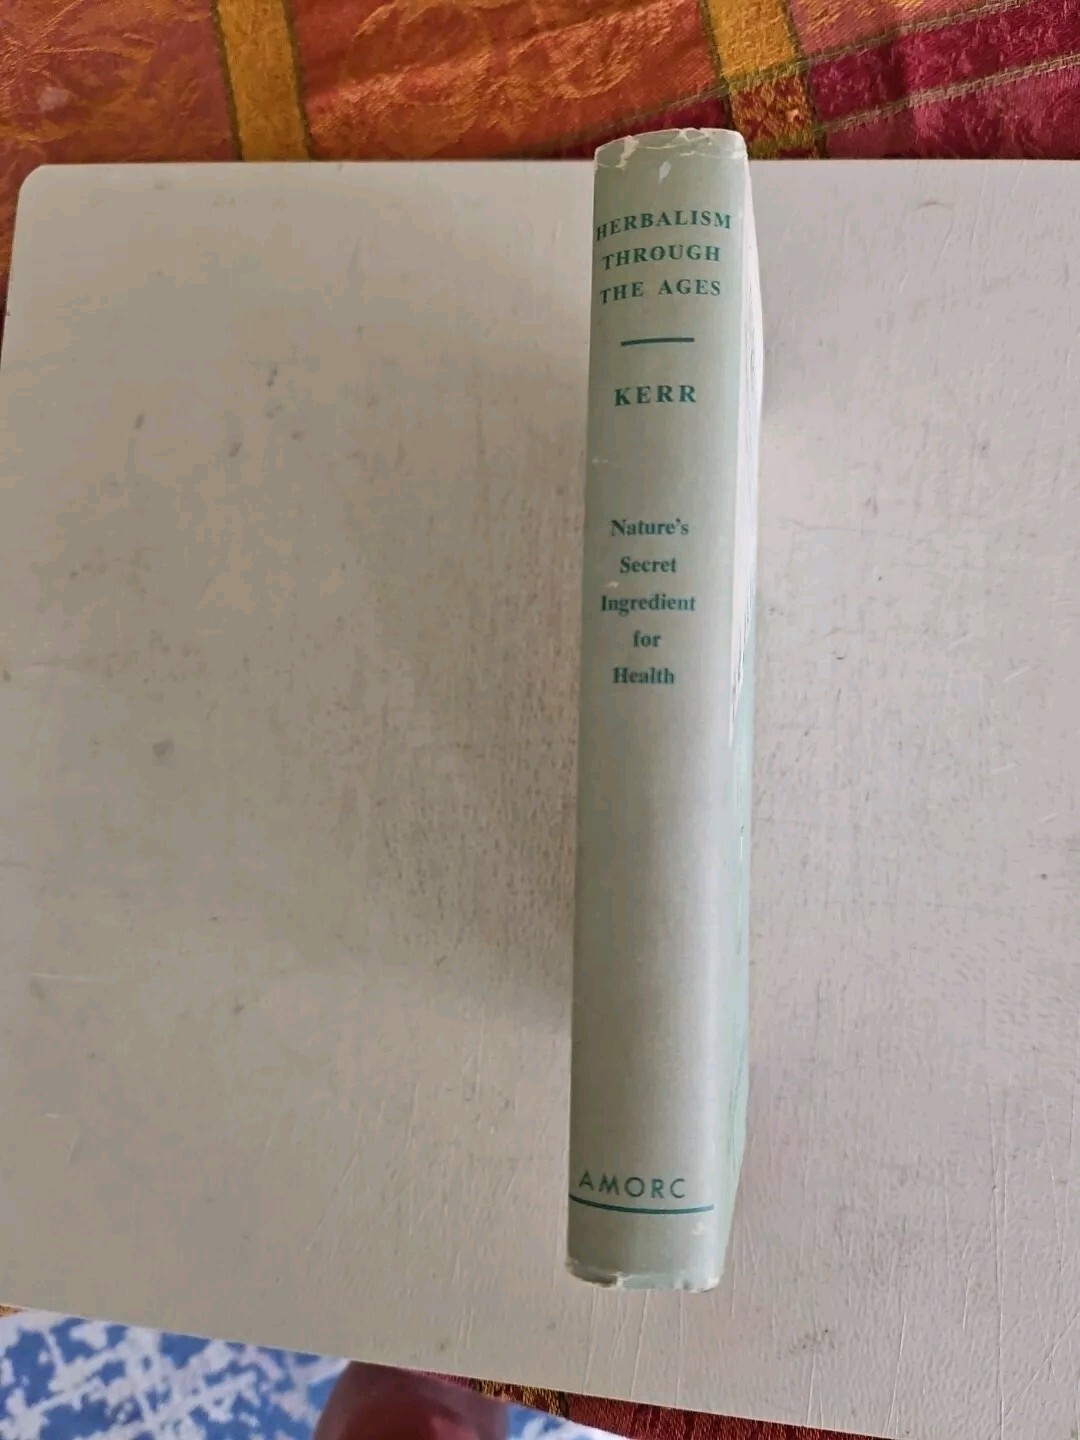 HERBALISM
THROUGH
THE AGES
KERR
Nature's
Secret
Ingredient
for
Health
AMORC